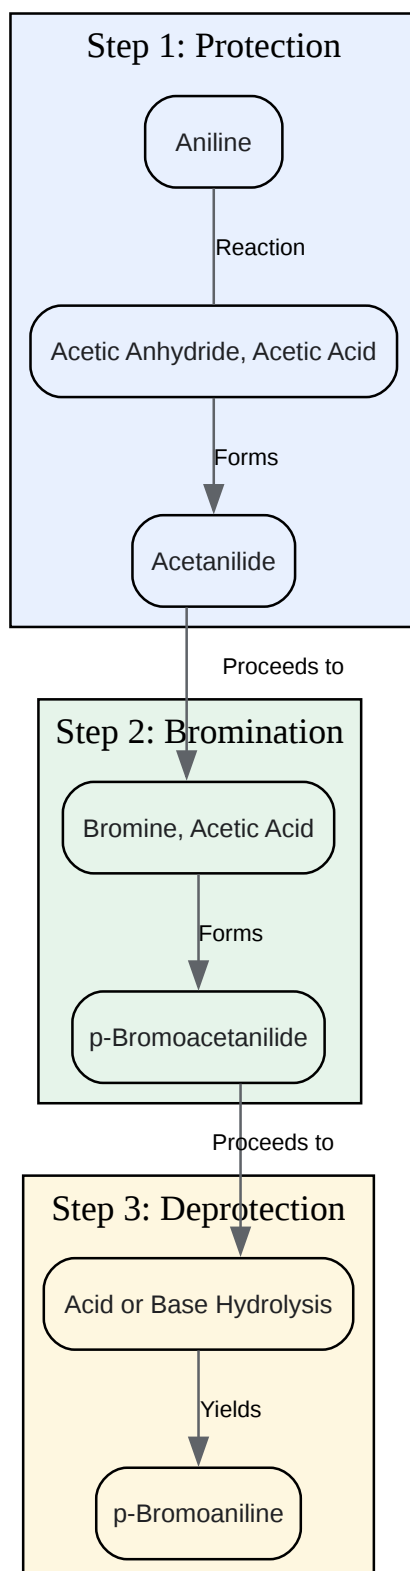 Step 1: Protection
Aniline
Reaction
Acetic Anhydride, Acetic Acid
Forms
Acetanilide
Proceeds to
Step 2: Bromination
Bromine, Acetic Acid
Forms
p-Bromoacetanilide
Proceeds to
Step 3: Deprotection
Acid or Base Hydrolysis
Yields
p-Bromoaniline